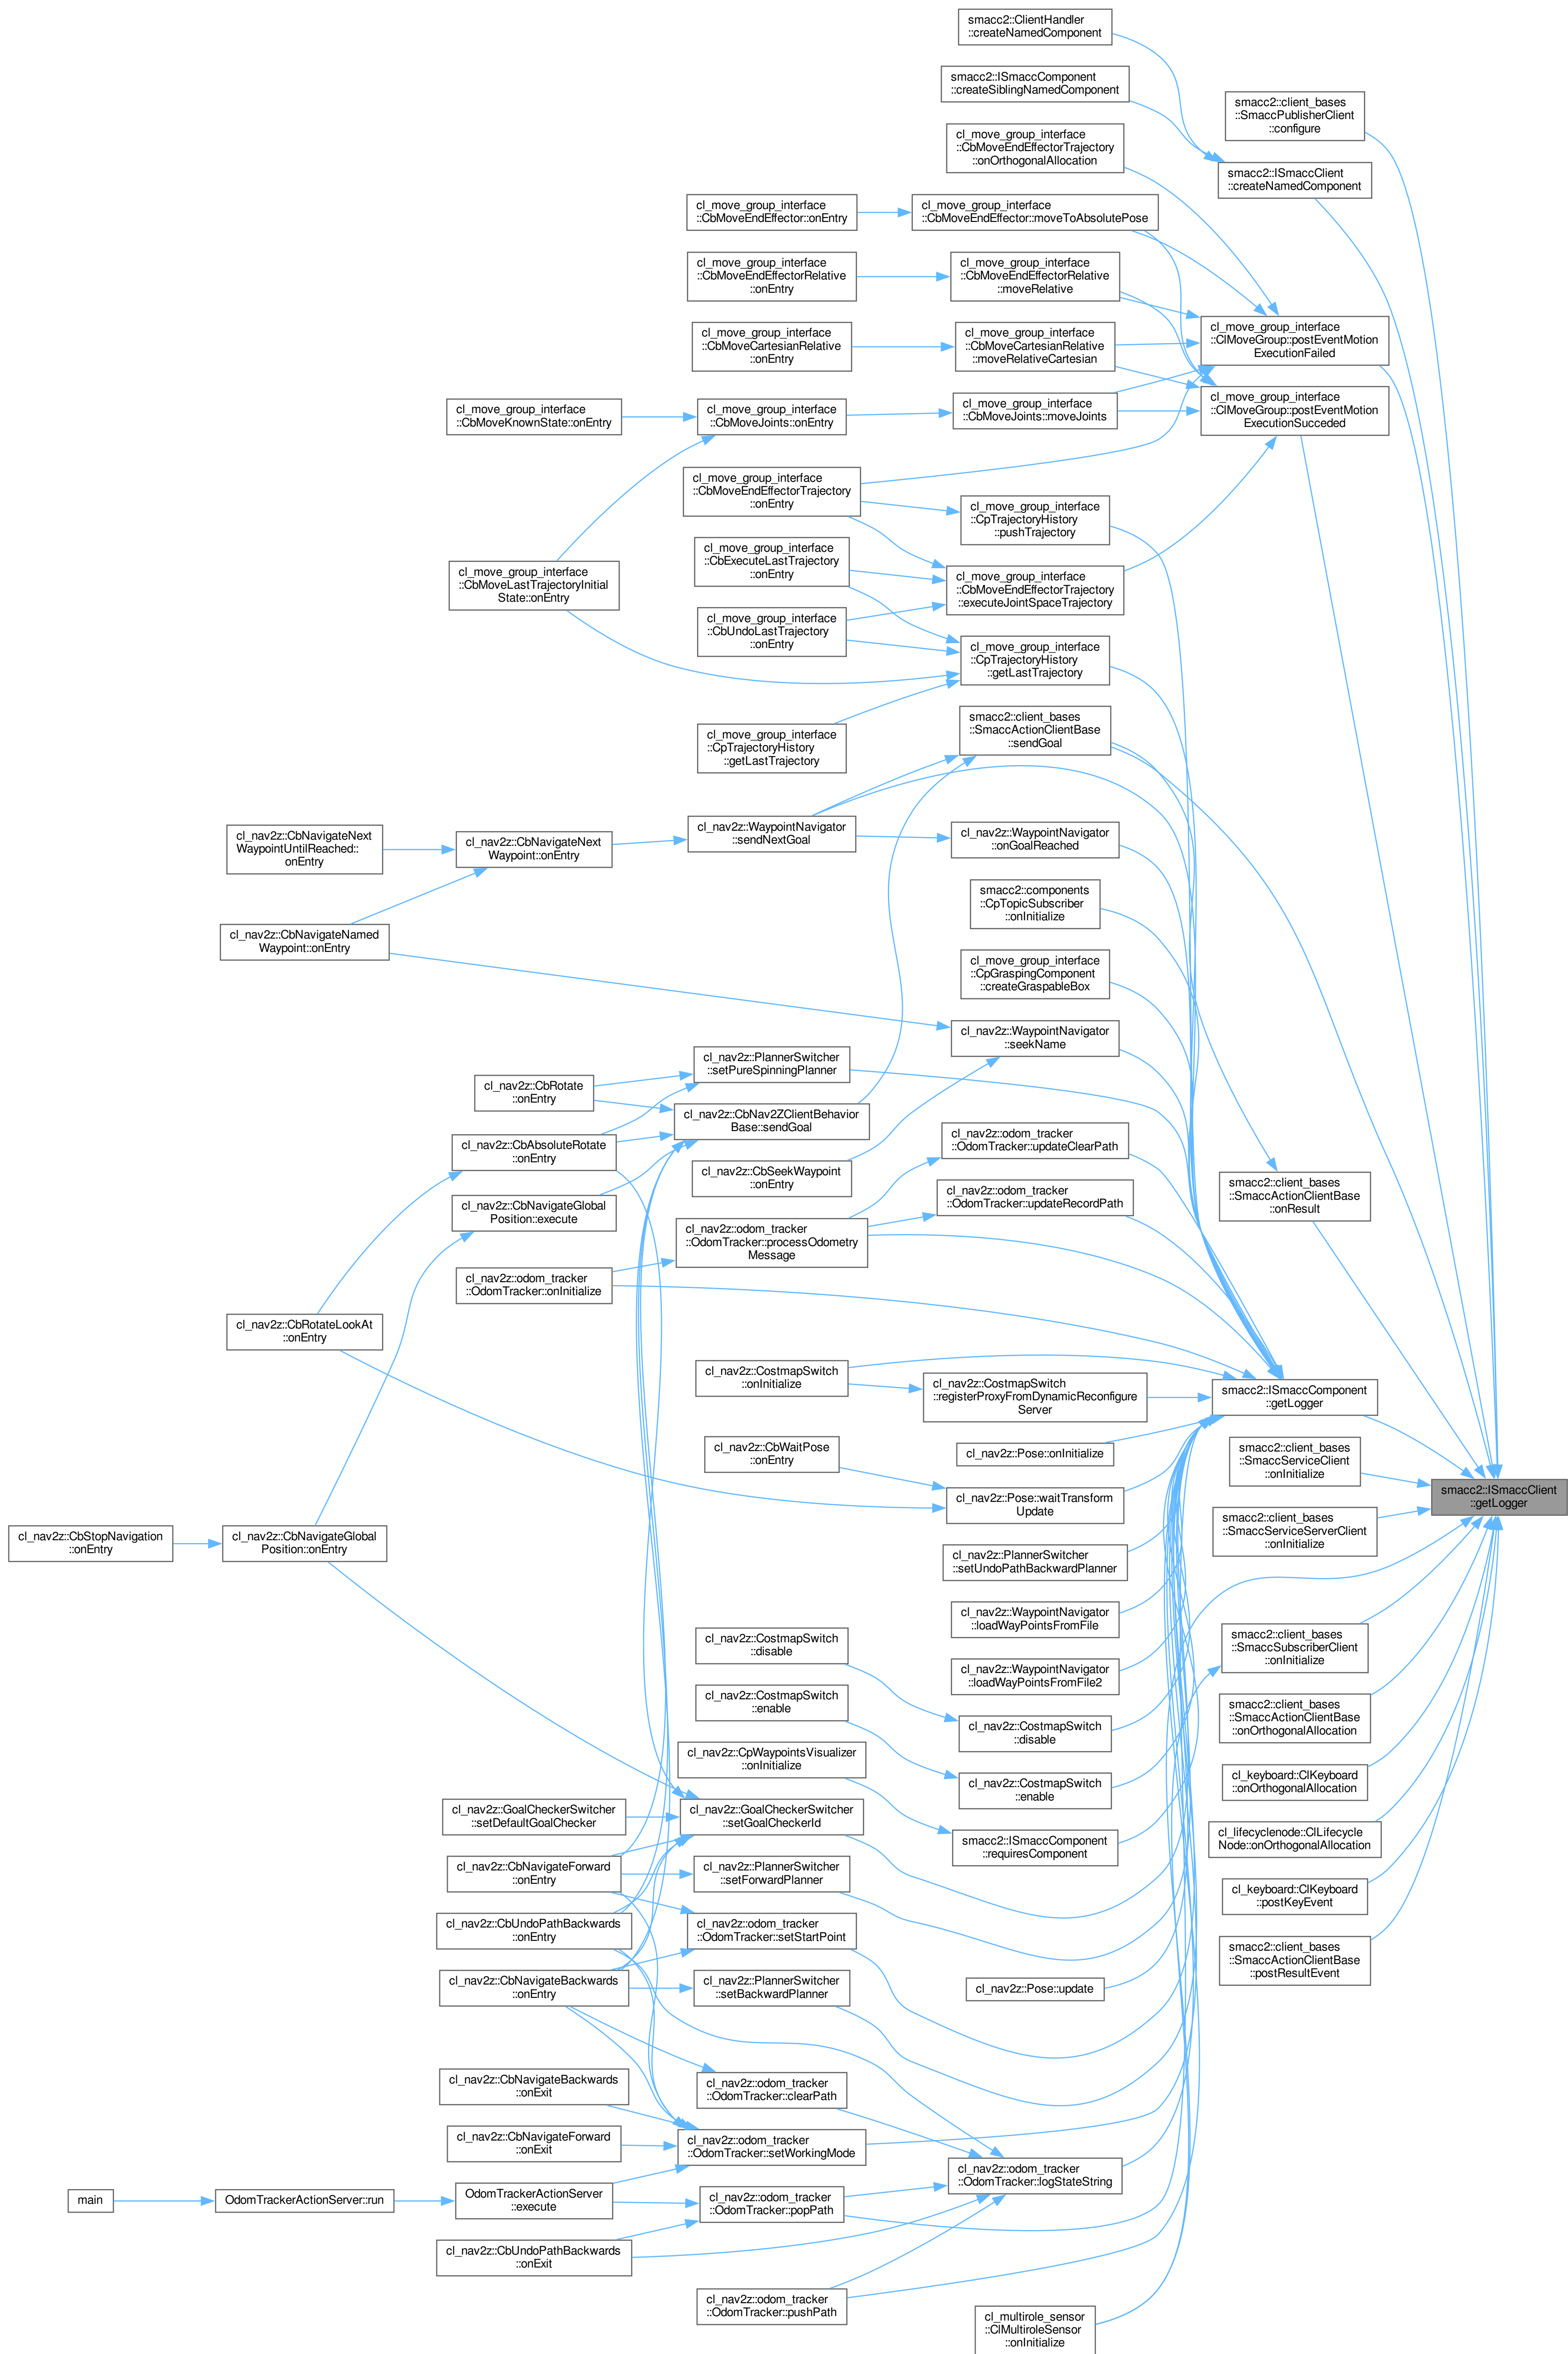 smacc2::ClientHandler
::createNamedComponent
smacc2::ISmaccComponent
::createSiblingNamedComponent
smacc2::client_bases
::SmaccPublisherClient
::configure
cl_move_group_interface
::CbMoveEndEffectorTrajectory
::onOrthogonalAllocation
smacc2::ISmaccClient
::createNamedComponent
cl_move_group_interface
::CbMoveEndEffector::onEntry
cl_move_group_interface
::CbMoveEndEffector::moveToAbsolutePose
cl_move_group_interface
::CbMoveEndEffectorRelative
::onEntry
cl_move_group_interface
::CbMoveEndEffectorRelative
::moveRelative
cl_move_group_interface
::CbMoveCartesianRelative
::onEntry
cl_move_group_interface
::CbMoveCartesianRelative
::moveRelativeCartesian
cl_move_group_interface
::ClMoveGroup::postEventMotion
ExecutionFailed
cl_move_group_interface
::CbMoveKnownState::onEntry
cl_move_group_interface
::CbMoveJoints::onEntry
cl_move_group_interface
::CbMoveJoints::moveJoints
cl_move_group_interface
::ClMoveGroup::postEventMotion
ExecutionSucceded
cl_move_group_interface
::CbMoveEndEffectorTrajectory
::onEntry
cl_move_group_interface
::CpTrajectoryHistory
::pushTrajectory
cl_move_group_interface
::CbExecuteLastTrajectory
::onEntry
cl_move_group_interface
::CbMoveLastTrajectoryInitial
State::onEntry
cl_move_group_interface
::CbMoveEndEffectorTrajectory
::executeJointSpaceTrajectory
cl_move_group_interface
::CbUndoLastTrajectory
::onEntry
cl_move_group_interface
::CpTrajectoryHistory
::getLastTrajectory
cl_move_group_interface
::CpTrajectoryHistory
::getLastTrajectory
smacc2::client_bases
::SmaccActionClientBase
::sendGoal
cl_nav2z::CbNavigateNext
WaypointUntilReached::
onEntry
cl_nav2z::CbNavigateNext
Waypoint::onEntry
cl_nav2z::WaypointNavigator
::sendNextGoal
cl_nav2z::WaypointNavigator
::onGoalReached
smacc2::components
::CpTopicSubscriber
::onInitialize
cl_nav2z::CbNavigateNamed
Waypoint::onEntry
cl_move_group_interface
::CpGraspingComponent
::createGraspableBox
cl_nav2z::WaypointNavigator
::seekName
cl_nav2z::PlannerSwitcher
::setPureSpinningPlanner
cl_nav2z::CbRotate
::onEntry
cl_nav2z::CbNav2ZClientBehavior
Base::sendGoal
cl_nav2z::CbAbsoluteRotate
::onEntry
cl_nav2z::odom_tracker
::OdomTracker::updateClearPath
cl_nav2z::CbSeekWaypoint
::onEntry
cl_nav2z::odom_tracker
::OdomTracker::updateRecordPath
smacc2::client_bases
::SmaccActionClientBase
::onResult
cl_nav2z::CbNavigateGlobal
Position::execute
cl_nav2z::odom_tracker
::OdomTracker::processOdometry
Message
cl_nav2z::odom_tracker
::OdomTracker::onInitialize
cl_nav2z::CbRotateLookAt
::onEntry
cl_nav2z::CostmapSwitch
::onInitialize
cl_nav2z::CostmapSwitch
::registerProxyFromDynamicReconfigure
Server
smacc2::ISmaccComponent
::getLogger
cl_nav2z::CbWaitPose
::onEntry
cl_nav2z::Pose::onInitialize
smacc2::client_bases
::SmaccServiceClient
::onInitialize
cl_nav2z::Pose::waitTransform
Update
smacc2::ISmaccClient
::getLogger
smacc2::client_bases
::SmaccServiceServerClient
::onInitialize
cl_nav2z::CbStopNavigation
::onEntry
cl_nav2z::CbNavigateGlobal
Position::onEntry
cl_nav2z::PlannerSwitcher
::setUndoPathBackwardPlanner
cl_nav2z::WaypointNavigator
::loadWayPointsFromFile
cl_nav2z::CostmapSwitch
::disable
smacc2::client_bases
::SmaccSubscriberClient
::onInitialize
cl_nav2z::WaypointNavigator
::loadWayPointsFromFile2
cl_nav2z::CostmapSwitch
::enable
smacc2::client_bases
::SmaccActionClientBase
::onOrthogonalAllocation
cl_nav2z::CostmapSwitch
::disable
cl_nav2z::CpWaypointsVisualizer
::onInitialize
cl_nav2z::CostmapSwitch
::enable
cl_keyboard::ClKeyboard
::onOrthogonalAllocation
cl_nav2z::GoalCheckerSwitcher
::setDefaultGoalChecker
cl_nav2z::GoalCheckerSwitcher
::setGoalCheckerId
smacc2::ISmaccComponent
::requiresComponent
cl_lifecyclenode::ClLifecycle
Node::onOrthogonalAllocation
cl_nav2z::CbNavigateForward
::onEntry
cl_nav2z::PlannerSwitcher
::setForwardPlanner
cl_keyboard::ClKeyboard
::postKeyEvent
cl_nav2z::CbUndoPathBackwards
::onEntry
cl_nav2z::odom_tracker
::OdomTracker::setStartPoint
smacc2::client_bases
::SmaccActionClientBase
::postResultEvent
cl_nav2z::CbNavigateBackwards
::onEntry
cl_nav2z::PlannerSwitcher
::setBackwardPlanner
cl_nav2z::Pose::update
cl_nav2z::CbNavigateBackwards
::onExit
cl_nav2z::odom_tracker
::OdomTracker::clearPath
cl_nav2z::CbNavigateForward
::onExit
cl_nav2z::odom_tracker
::OdomTracker::setWorkingMode
cl_nav2z::odom_tracker
::OdomTracker::logStateString
main
OdomTrackerActionServer::run
OdomTrackerActionServer
::execute
cl_nav2z::odom_tracker
::OdomTracker::popPath
cl_nav2z::CbUndoPathBackwards
::onExit
cl_nav2z::odom_tracker
::OdomTracker::pushPath
cl_multirole_sensor
::ClMultiroleSensor
::onInitialize